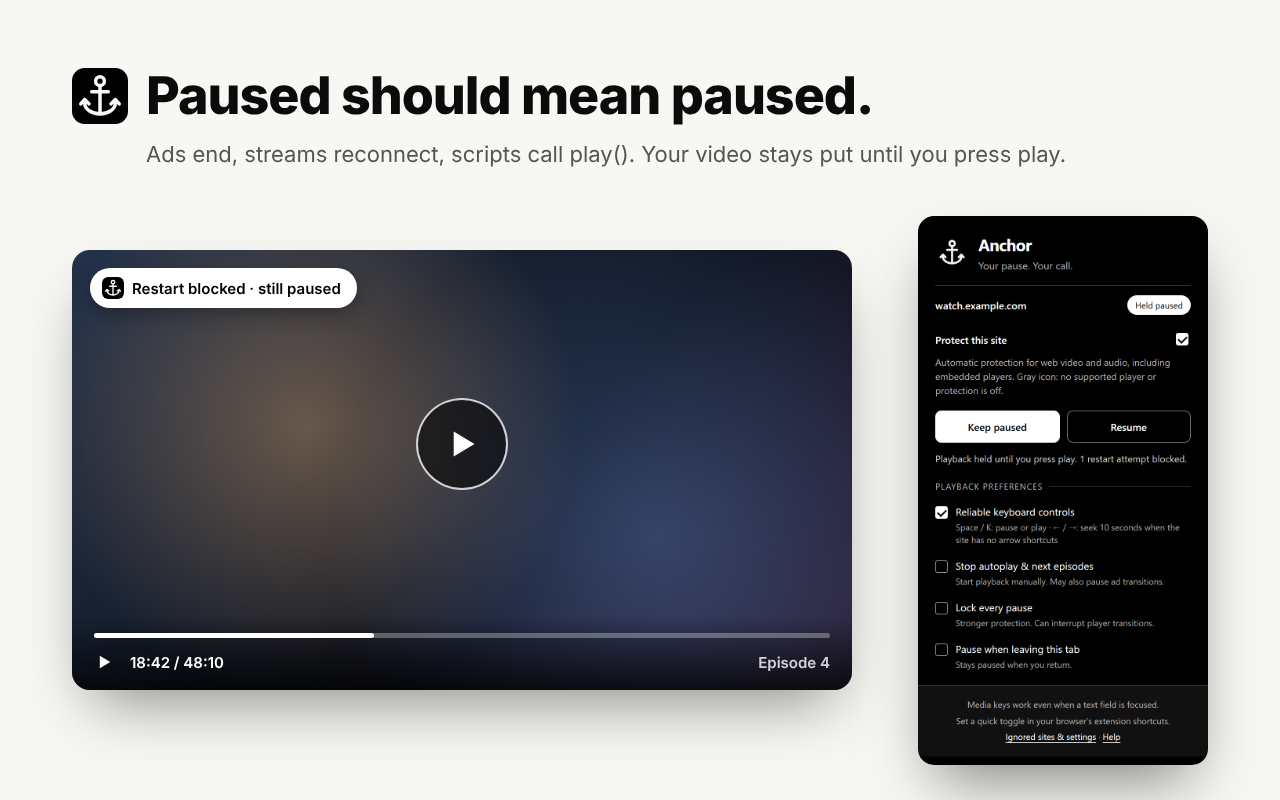 Paused should mean paused.
Ads end, streams reconnect, scripts call play(). Your video stays put until you press play.
Restart blocked · still paused
18:42 / 48:10
Episode 4
Anchor
Your pause. Your call.
watch.example.com
Held paused
Protect this site
Automatic protection for web video and audio, including
embedded players. Gray icon: no supported player or
protection is off.
Keep paused
Resume
Playback held until you press play. 1 restart attempt blocked.
PLAYBACK PREFERENCES
Reliable keyboard controls
Space / K: pause or play · ← / →: seek 10 seconds when the
site has no arrow shortcuts
Stop autoplay & next episodes
Start playback manually. May also pause ad transitions.
Lock every pause
Stronger protection. Can interrupt player transitions.
Pause when leaving this tab
Stays paused when you return.
Media keys work even when a text field is focused.
Set a quick toggle in your browser's extension shortcuts.
Ignored sites & settings · Help